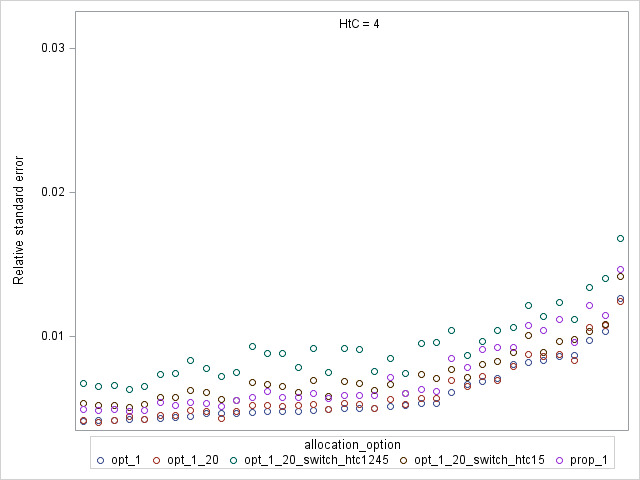 HtC = 4
0.03
0.02
0.01
Relative standard error
allocation_option
opt_1 opt_1_20 opt_1_20_switch_htc1245 opt_1_20_switch_htc15 prop_1